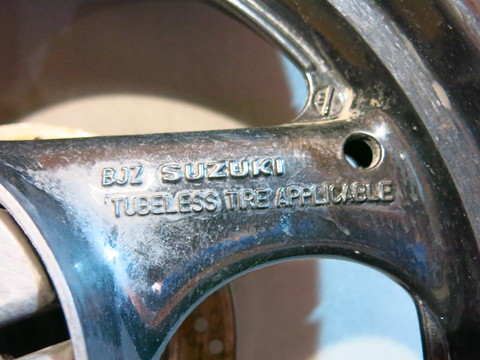 BJZ SUZUKI
TUBELESS TIRE APPLICABLE